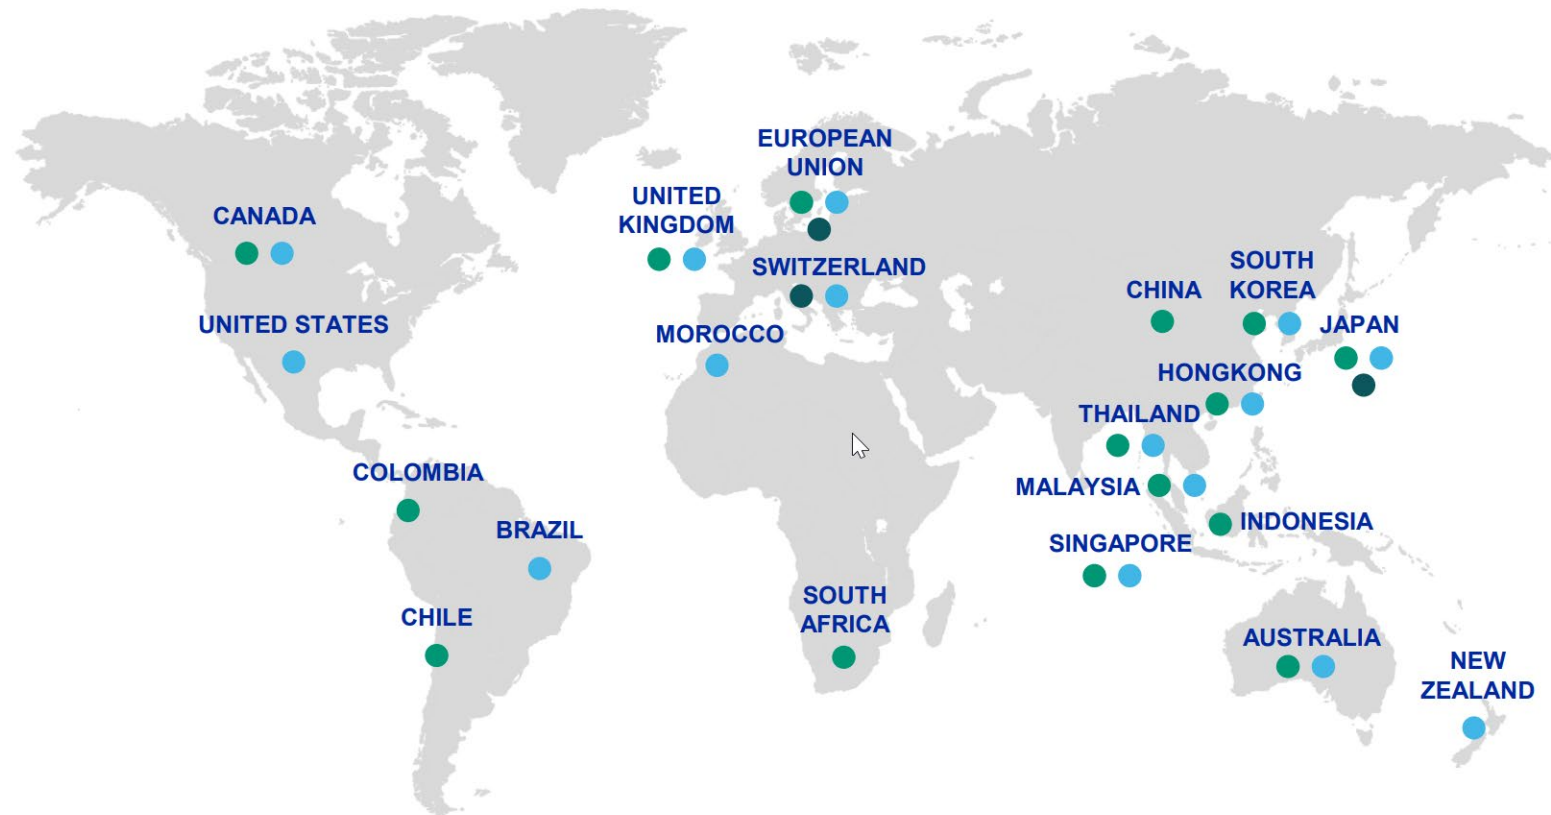 EUROPEAN
UNION
UNITED
KINGDOM
CANADA
SWITZERLAND
SOUTH
KOREA
CHINA
UNITED STATES
MOROCCO
JAPAN
HONGKONG
THAILAND
COLOMBIA
MALAYSIA
BRAZIL
INDONESIA
SINGAPORE
SOUTH
AFRICA
CHILE
AUSTRALIA
NEW
ZEALAND